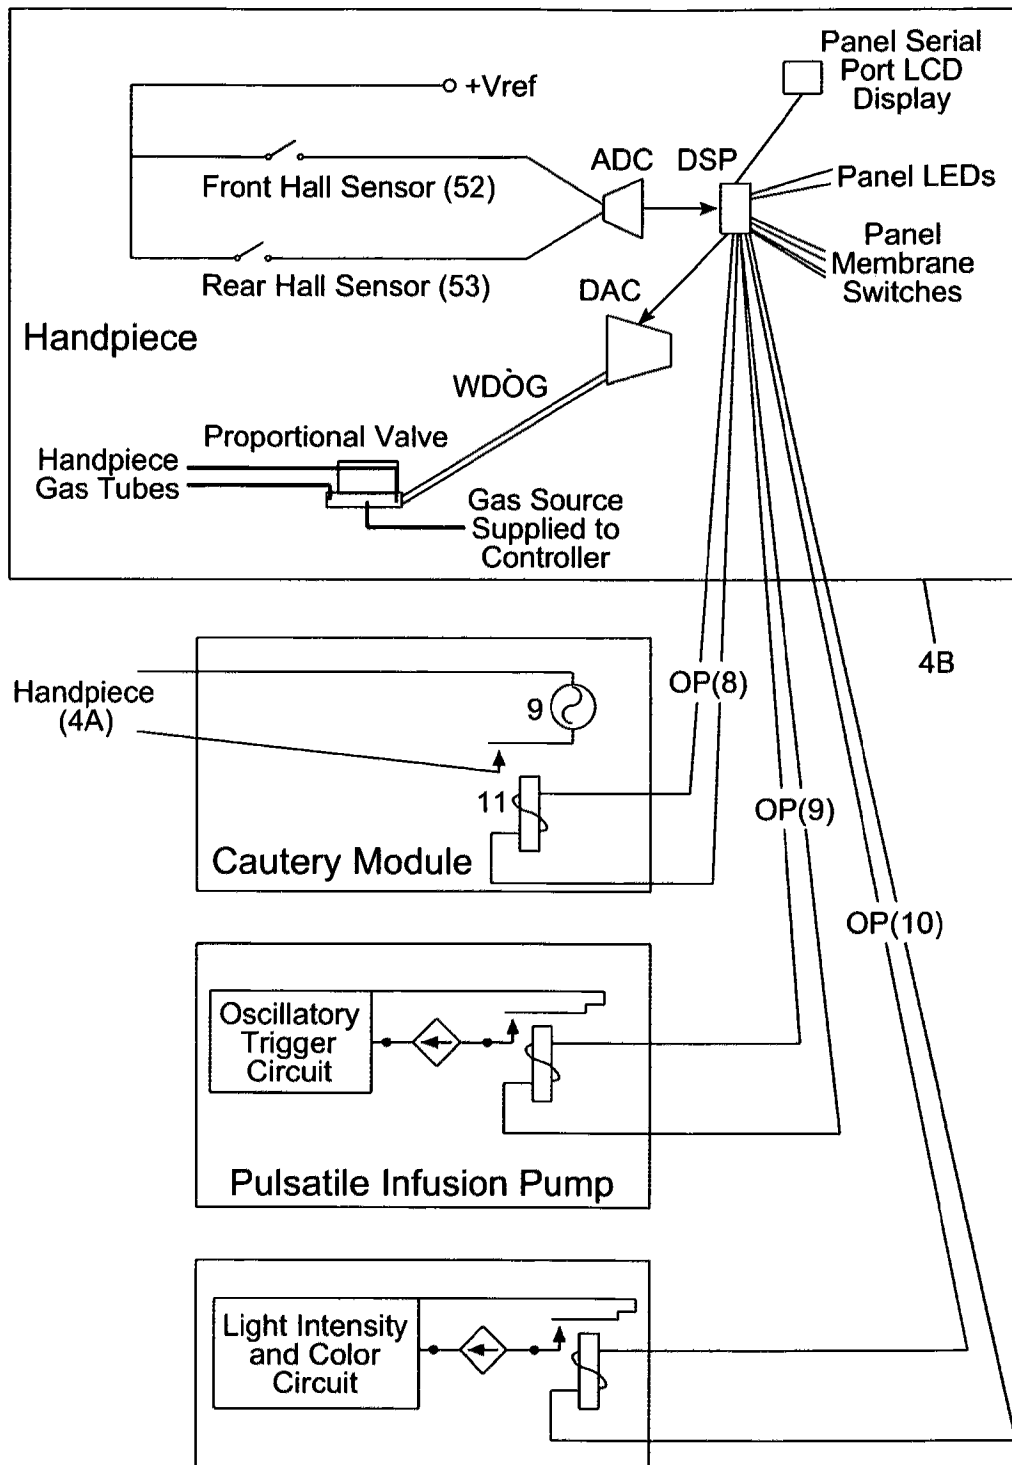 Panel Serial
Port LCD
Display
+Vref
ADC
DSP
Front Hall Sensor (52)
Panel LEDs
Rear Hall Sensor (53)
Panel
Membrane
Switches
DAC
Handpiece
WDÒG
Proportional Valve
Handpiece
Gas Tubes
Gas Source
Supplied to
Controller
4B
Handpiece
(4A)
9
OP(8)
11
OP(9)
Cautery Module
OP(10)
Oscillatory
Trigger
Circuit
Pulsatile Infusion Pump
Light Intensity
and Color
Circuit